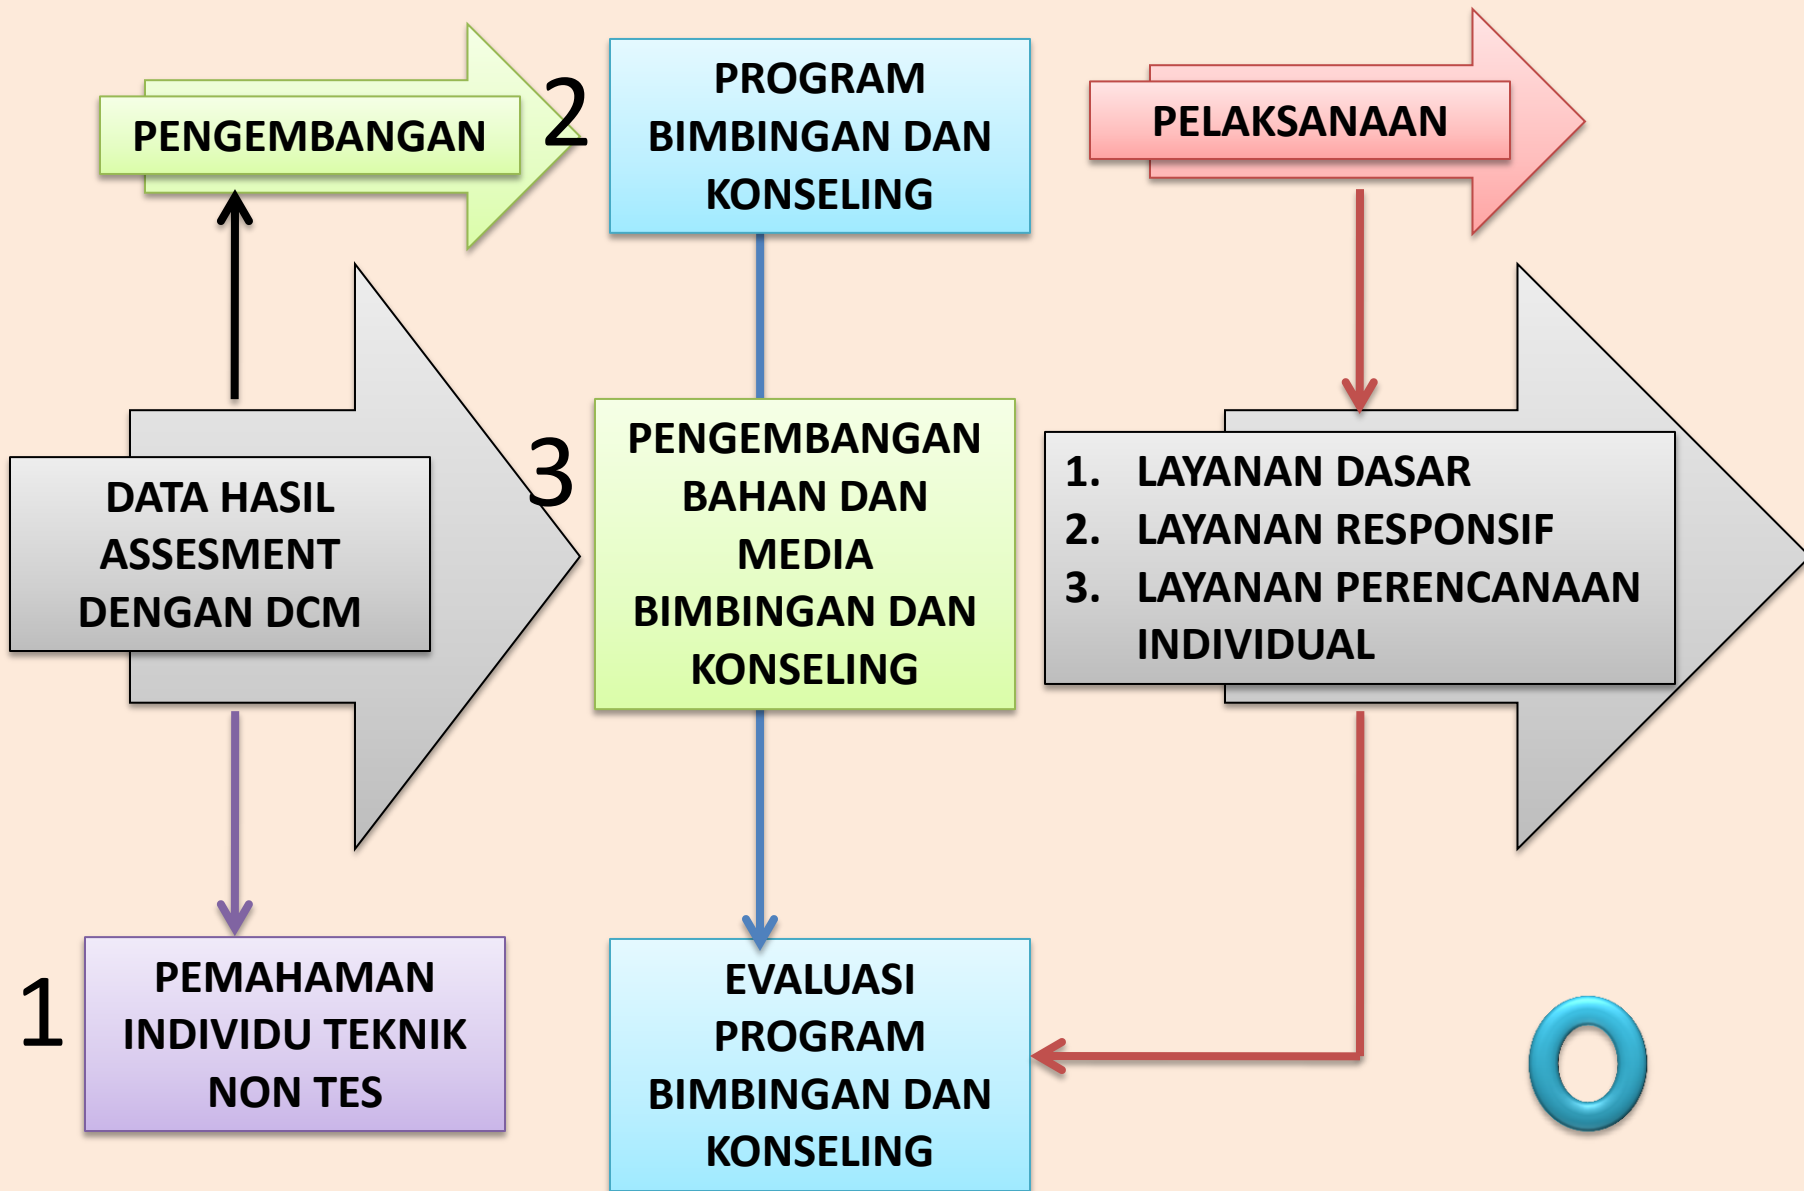 PENGEMBANGAN
2
PROGRAM
BIMBINGAN DAN
KONSELING
PELAKSANAAN
DATA HASIL
ASSESMENT
DENGAN DCM
3
PENGEMBANGAN
BAHAN DAN
MEDIA
BIMBINGAN DAN
KONSELING
1. LAYANAN DASAR
2. LAYANAN RESPONSIF
3. LAYANAN PERENCANAAN
INDIVIDUAL
1
PEMAHAMAN
INDIVIDU TEKNIK
NON TES
EVALUASI
PROGRAM
BIMBINGAN DAN
KONSELING